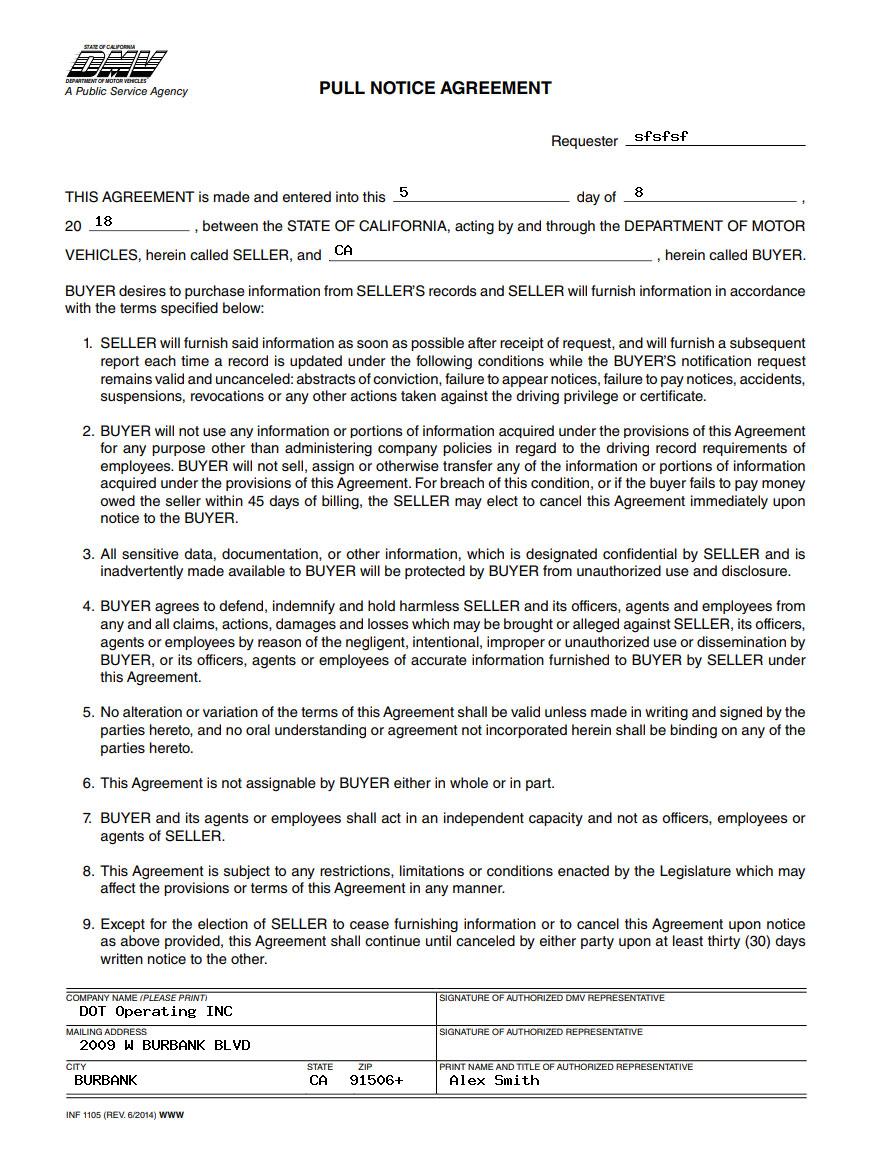 STATE OF CALIFORNIA
DMV
DEPARTMENT OF MOTOR VEHICLES
A Public Service Agency
PULL NOTICE AGREEMENT
Requester sfsfsf
THIS AGREEMENT is made and entered into this 5 day of 8 ,
20 18 , between the STATE OF CALIFORNIA, acting by and through the DEPARTMENT OF MOTOR
VEHICLES, herein called SELLER, and CA , herein called BUYER.
BUYER desires to purchase information from SELLER'S records and SELLER will furnish information in accordance
with the terms specified below:
1. SELLER will furnish said information as soon as possible after receipt of request, and will furnish a subsequent
report each time a record is updated under the following conditions while the BUYER'S notification request
remains valid and uncanceled: abstracts of conviction, failure to appear notices, failure to pay notices, accidents,
suspensions, revocations or any other actions taken against the driving privilege or certificate.
2. BUYER will not use any information or portions of information acquired under the provisions of this Agreement
for any purpose other than administering company policies in regard to the driving record requirements of
employees. BUYER will not sell, assign or otherwise transfer any of the information or portions of information
acquired under the provisions of this Agreement. For breach of this condition, or if the buyer fails to pay money
owed the seller within 45 days of billing, the SELLER may elect to cancel this Agreement immediately upon
notice to the BUYER.
3. All sensitive data, documentation, or other information, which is designated confidential by SELLER and is
inadvertently made available to BUYER will be protected by BUYER from unauthorized use and disclosure.
4. BUYER agrees to defend, indemnify and hold harmless SELLER and its officers, agents and employees from
any and all claims, actions, damages and losses which may be brought or alleged against SELLER, its officers,
agents or employees by reason of the negligent, intentional, improper or unauthorized use or dissemination by
BUYER, or its officers, agents or employees of accurate information furnished to BUYER by SELLER under
this Agreement.
5. No alteration or variation of the terms of this Agreement shall be valid unless made in writing and signed by the
parties hereto, and no oral understanding or agreement not incorporated herein shall be binding on any of the
parties hereto.
6. This Agreement is not assignable by BUYER either in whole or in part.
7. BUYER and its agents or employees shall act in an independent capacity and not as officers, employees or
agents of SELLER.
8. This Agreement is subject to any restrictions, limitations or conditions enacted by the Legislature which may
affect the provisions or terms of this Agreement in any manner.
9. Except for the election of SELLER to cease furnishing information or to cancel this Agreement upon notice
as above provided, this Agreement shall continue until canceled by either party upon at least thirty (30) days
written notice to the other.
COMPANY NAME (PLEASE PRINT) SIGNATURE OF AUTHORIZED DMV REPRESENTATIVE
DOT Operating INC
MAILING ADDRESS SIGNATURE OF AUTHORIZED REPRESENTATIVE
2009 W BURBANK BLVD
CITY STATE ZIP PRINT NAME AND TITLE OF AUTHORIZED REPRESENTATIVE
BURBANK CA 91506+ Alex Smith
INF 1105 (REV. 6/2014) WWW